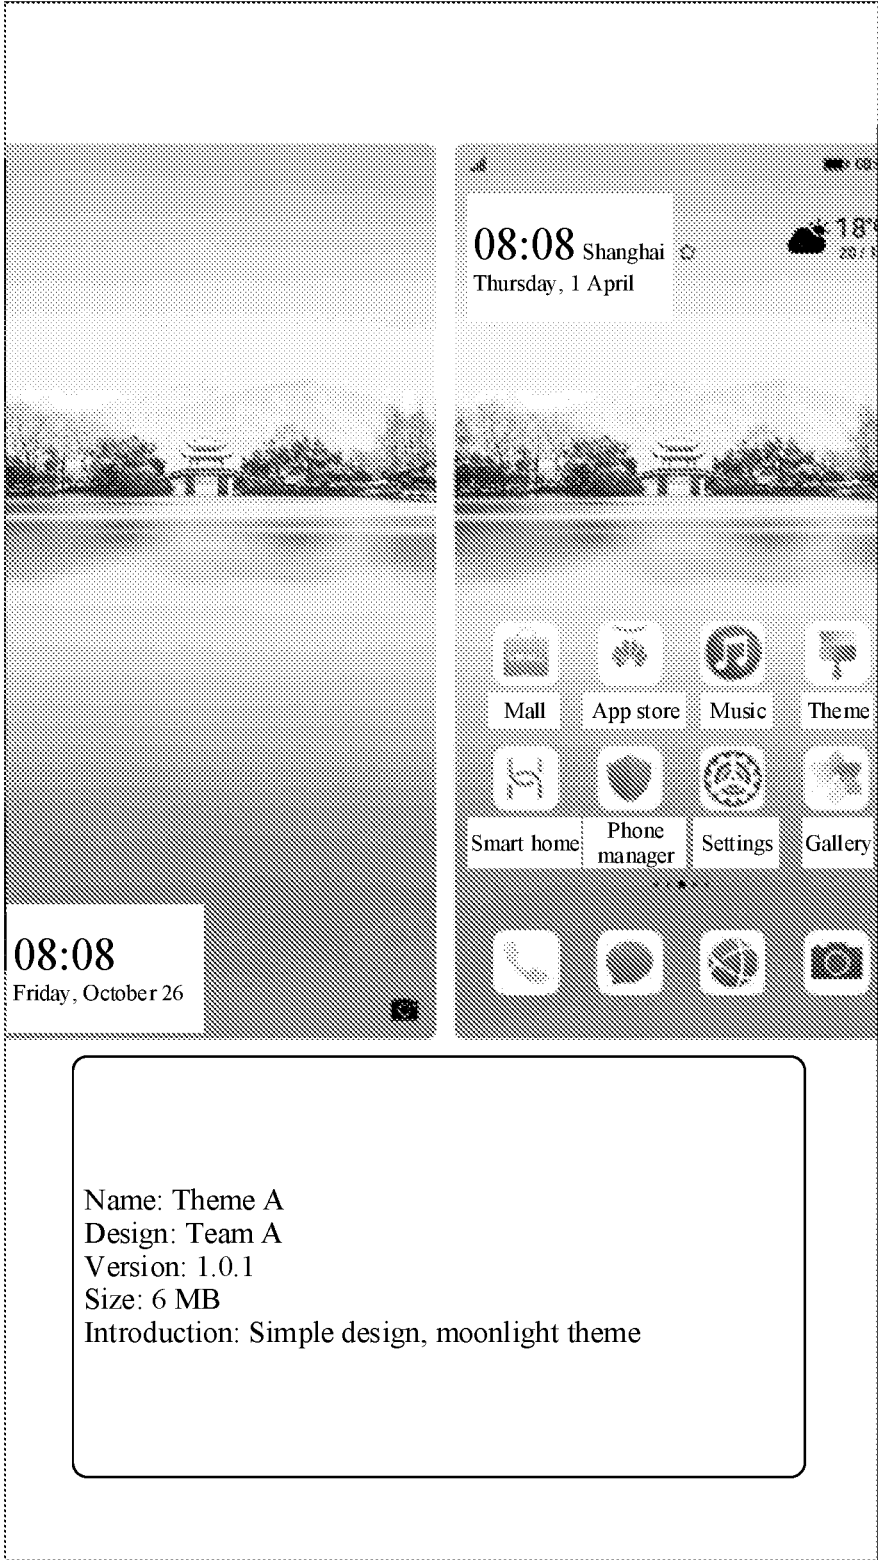 08:08 Shanghai
Thursday, 1 April
18°
Mall
App store
Music
Theme
Smart home
Phone manager
Settings
Gallery
08:08
Friday, October 26
Name: Theme A
Design: Team A
Version: 1.0.1
Size: 6 MB
Introduction: Simple design, moonlight theme